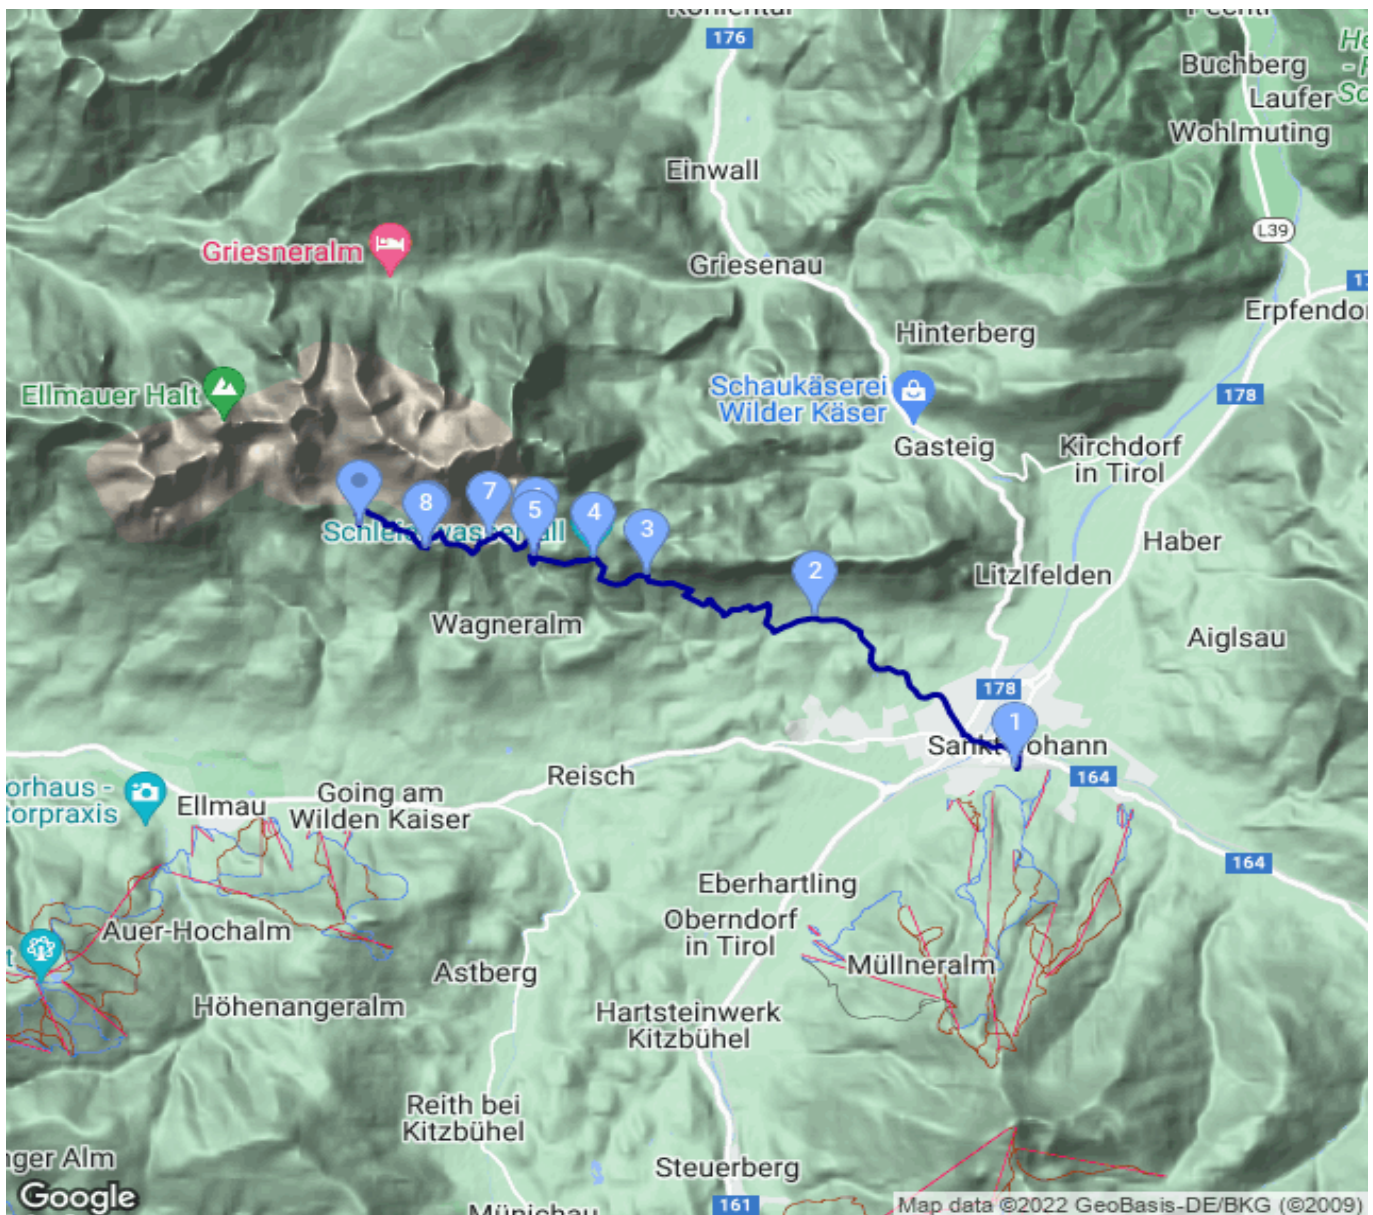 176
Buchberg
Laufer
Wohlmuting
Einwall
L39
Griesneralm
Griesenau
Hinterberg
Ellmauer Halt
Schaukäserei
Wilder Käser
178
Gasteig
Kirchdorf
in Tirol
8
7
5
4
3
2
Haber
Litzlfelden
Wagneralm
Aiglsau
178
1
Reisch
164
Ellmau
Going am
Wilden Kaiser
164
Eberhartling
Oberndorf
in Tirol
Auer-Hochalm
Müllneralm
Astberg
Höhenangeralm
Hartsteinwerk
Kitzbühel
Reith bei
Kitzbühel
Steuerberg
161
Google
Map data ©2022 GeoBasis-DE/BKG (©2009)